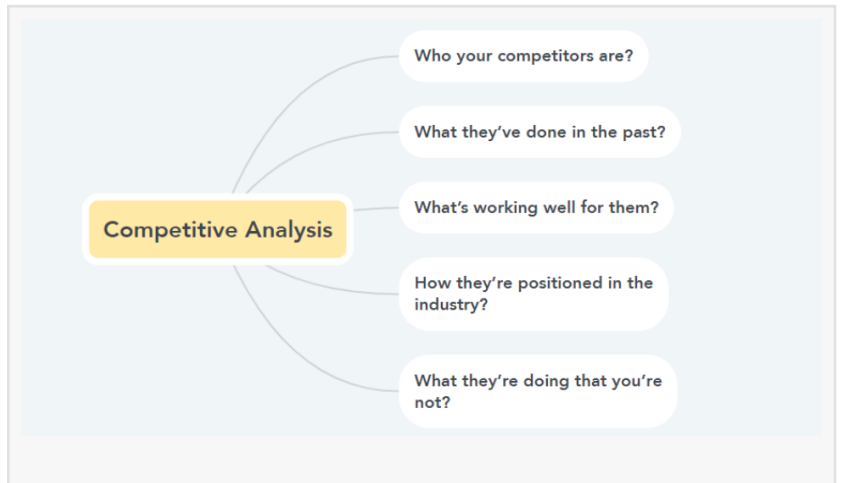 Who your competitors are?
What they’ve done in the past?
What’s working well for them?
Competitive Analysis
How they’re positioned in the
industry?
What they’re doing that you’re
not?